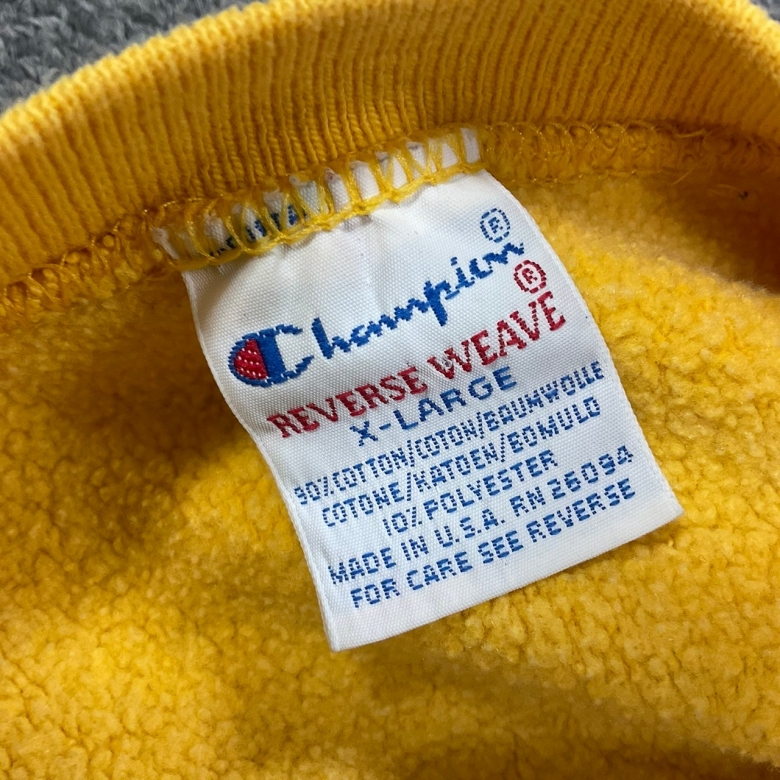 Champion®
REVERSE WEAVE®
X-LARGE
90% COTTON/COTON/BAUMWOLLE
COTONE/KATOEN/BOMULD
10% POLYESTER
MADE IN U.S.A. RN 26094
FOR CARE SEE REVERSE